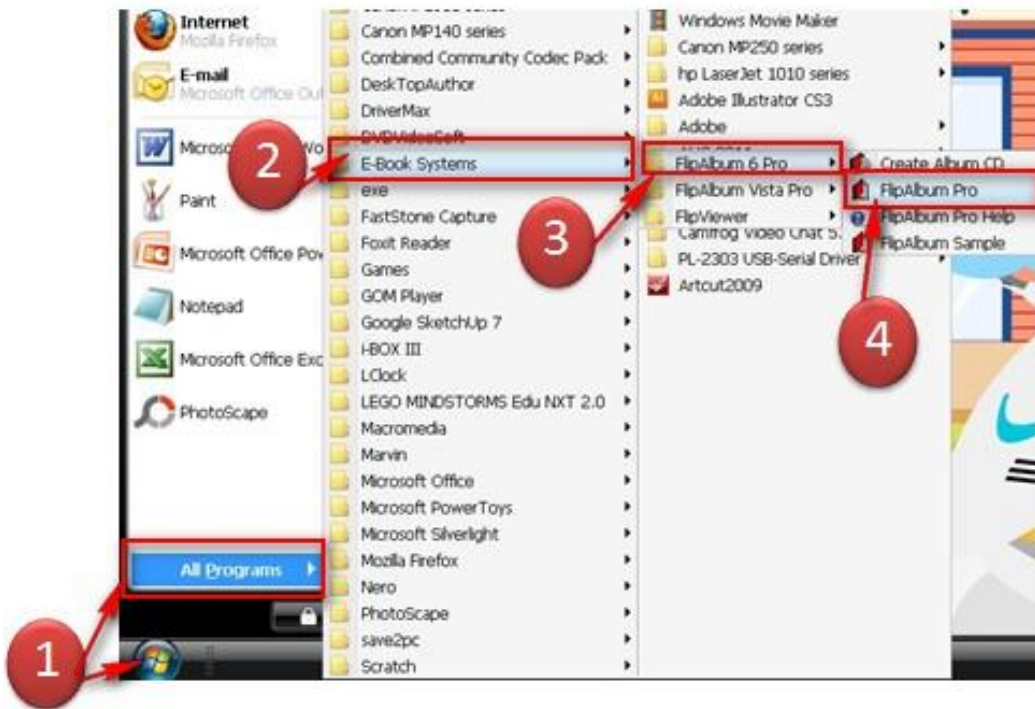 Internet
Mozilla Firefox
E-mail
Microsoft Office Out
Paint
Microsoft Office Pow
Notepad
Microsoft Office Exc
PhotoScape
All Programs
Canon MP140 series
Combined Community Codec Pack
DeskTopAuthor
DriverMax
DVDVideoSoft
E-Book Systems
exe
FastStone Capture
Foxit Reader
Games
GOM Player
Google SketchUp 7
i-BOX III
LClock
LEGO MINDSTORMS Edu NXT 2.0
Macromedia
Marvin
Microsoft Office
Microsoft PowerToys
Microsoft Silverlight
Mozilla Firefox
Nero
PhotoScape
save2pc
Scratch
Windows Movie Maker
Canon MP250 series
hp LaserJet 1010 series
Adobe Illustrator CS3
Adobe
FlipAlbum 6 Pro
FlipAlbum Vista Pro
FlipViewer
Camfrog Video Chat 5.
PL-2303 USB-Serial Driver
Artcut2009
Create Album CD
FlipAlbum Pro
FlipAlbum Pro Help
FlipAlbum Sample
1
2
3
4